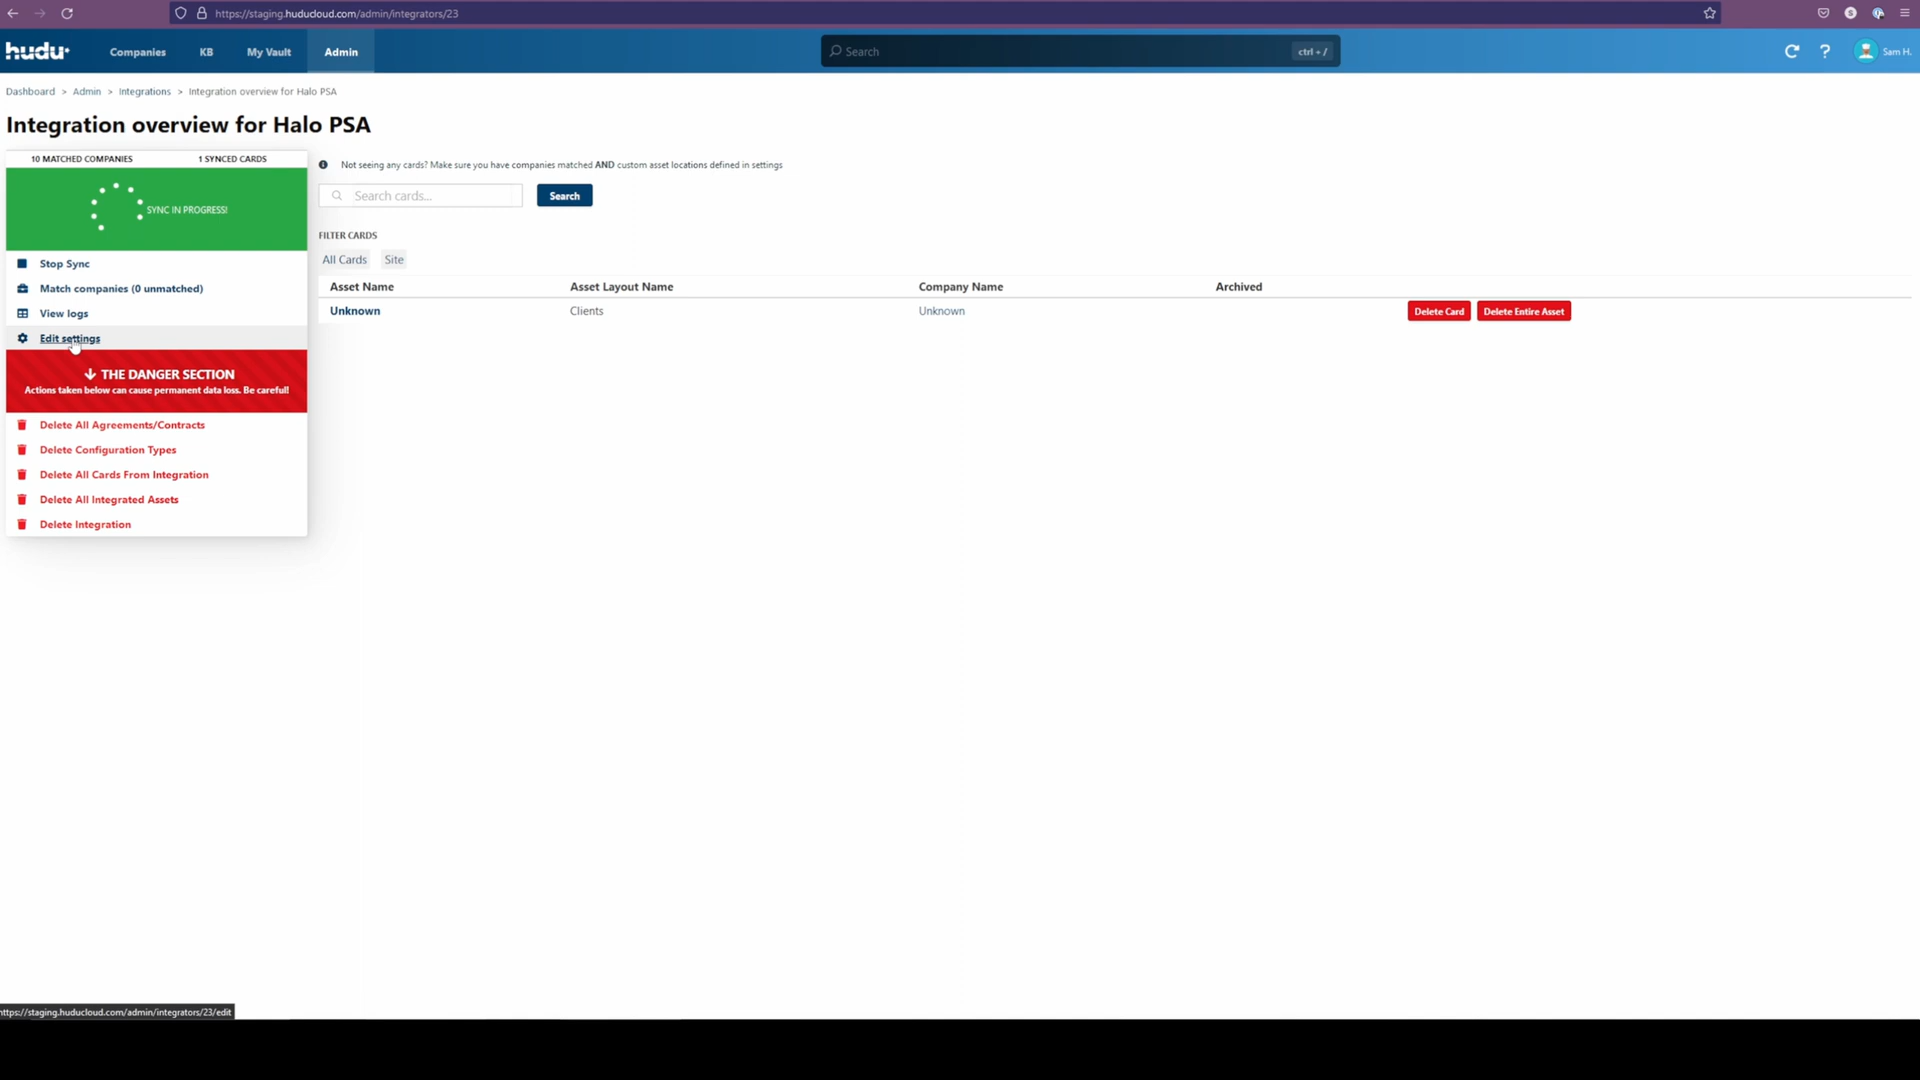 https://staging.huducloud.com/admin/integrators/23
hudu
Companies
KB
My Vault
Admin
Search
ctrl + /
?
Sam H.
Dashboard > Admin > Integrations > Integration overview for Halo PSA
Integration overview for Halo PSA
10 MATCHED COMPANIES
1 SYNCED CARDS
SYNC IN PROGRESS!
Stop Sync
Match companies (0 unmatched)
View logs
Edit settings
THE DANGER SECTION
Actions taken below can cause permanent data loss. Be careful!
Delete All Agreements/Contracts
Delete Configuration Types
Delete All Cards From Integration
Delete All Integrated Assets
Delete Integration
Not seeing any cards? Make sure you have companies matched AND custom asset locations defined in settings
Search cards...
Search
FILTER CARDS
All Cards
Site
Asset Name
Asset Layout Name
Company Name
Archived
Unknown
Clients
Unknown
Delete Card
Delete Entire Asset
https://staging.huducloud.com/admin/integrators/23/edit